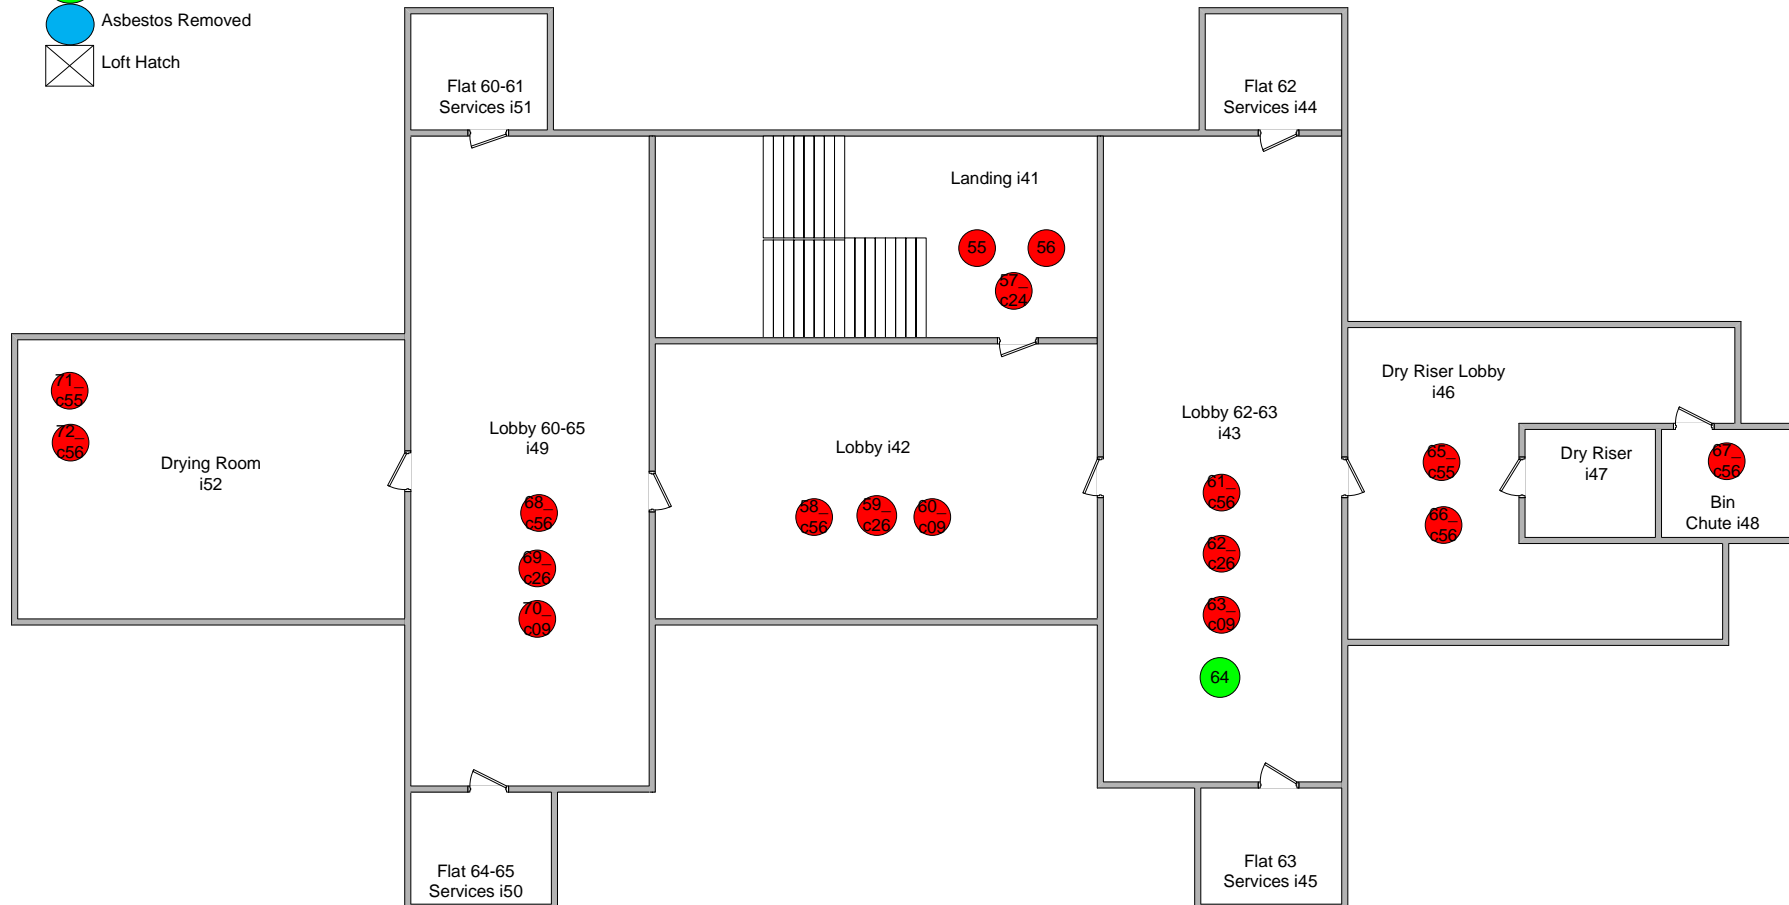 Asbestos Removed
Loft Hatch
Flat 60-61
Services i51
Flat 62
Services i44
Landing i41
55
56
57_
c24
Dry Riser Lobby
i46
71_
c55
72_
c56
Drying Room
i52
Lobby 60-65
i49
Lobby i42
Lobby 62-63
i43
65_
c55
66_
c56
Dry Riser
i47
67_
c56
Bin
Chute i48
68_
c56
69_
c26
70_
c09
58_
c56
59_
c26
60_
c09
61_
c56
62_
c26
63_
c09
64
Flat 64-65
Services i50
Flat 63
Services i45